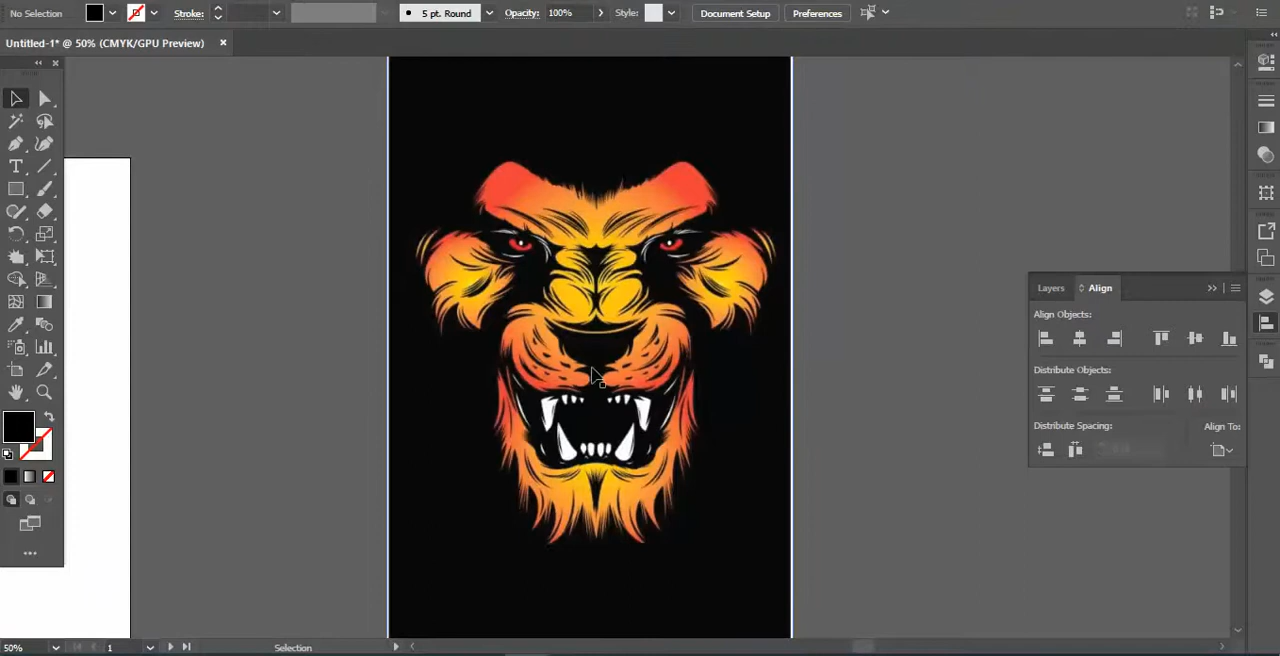 No Selection Stroke: 5 pt. Round Opacity: 100% Style: Document Setup Preferences
Untitled-1* @ 50% (CMYK/GPU Preview)
Layers Align
Align Objects:
Distribute Objects:
Distribute Spacing: Align To:
50% 1 Selection